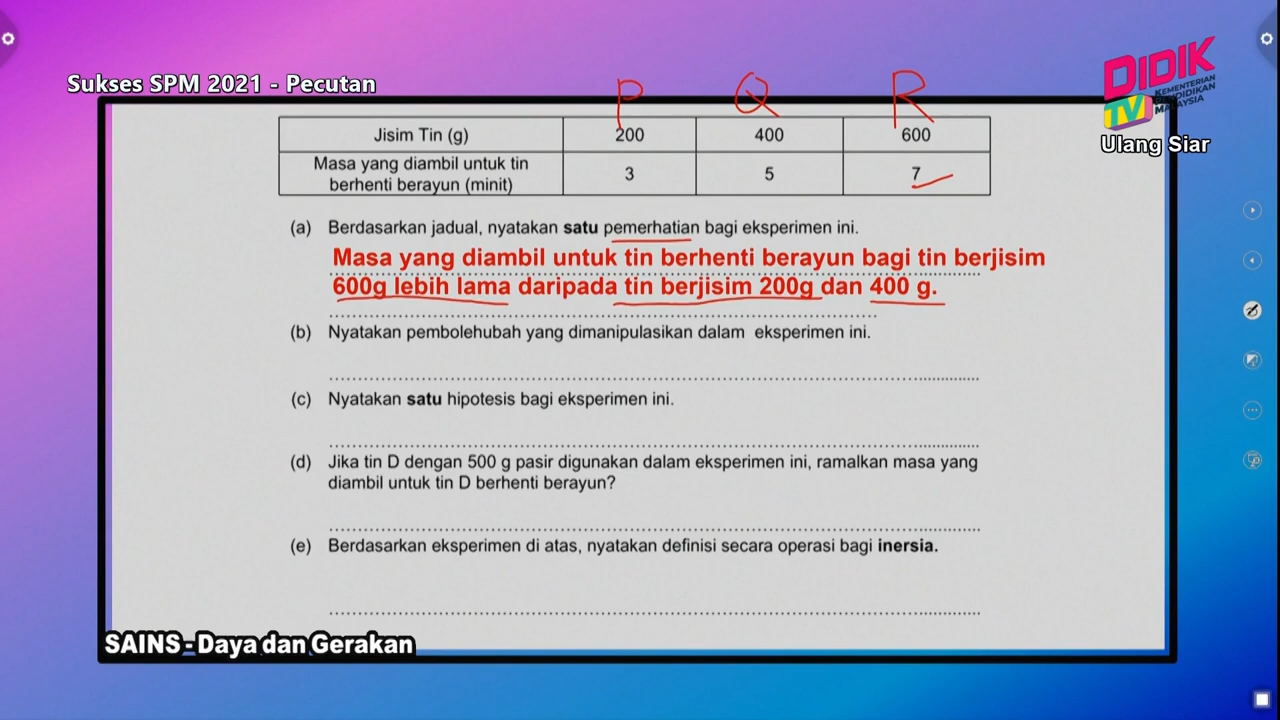 Sukses SPM 2021 - Pecutan
DIDIK
TV
KEMENTERIAN
PENDIDIKAN
MALAYSIA
Ulang Siar
P Q R
Jisim Tin (g) 200 400 600
Masa yang diambil untuk tin
berhenti berayun (minit) 3 5 7
(a) Berdasarkan jadual, nyatakan satu pemerhatian bagi eksperimen ini.
Masa yang diambil untuk tin berhenti berayun bagi tin berjisim
600g lebih lama daripada tin berjisim 200g dan 400 g.
(b) Nyatakan pembolehubah yang dimanipulasikan dalam eksperimen ini.
(c) Nyatakan satu hipotesis bagi eksperimen ini.
(d) Jika tin D dengan 500 g pasir digunakan dalam eksperimen ini, ramalkan masa yang
diambil untuk tin D berhenti berayun?
(e) Berdasarkan eksperimen di atas, nyatakan definisi secara operasi bagi inersia.
SAINS - Daya dan Gerakan